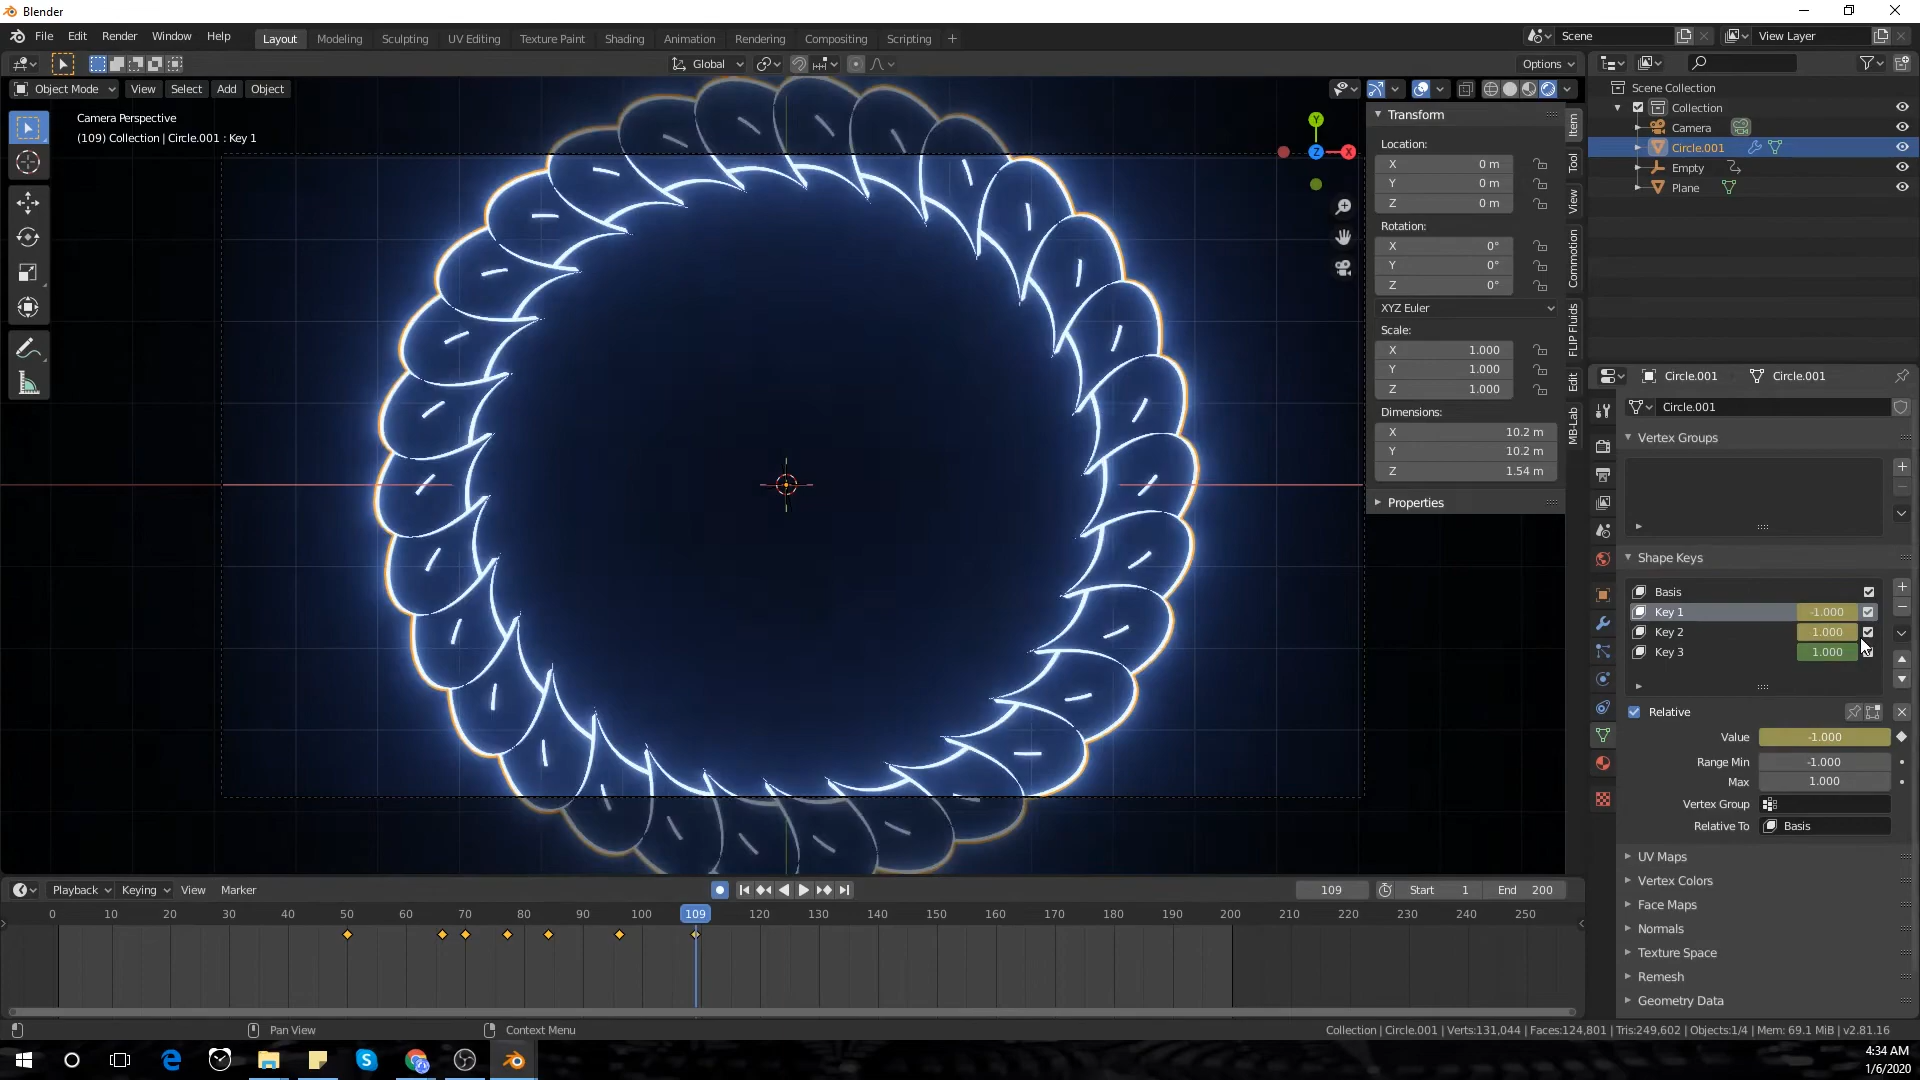 Blender
File Edit Render Window Help
Layout Modeling Sculpting UV Editing Texture Paint Shading Animation Rendering Compositing Scripting
Scene View Layer
Global Options
Object Mode View Select Add Object
Camera Perspective
(109) Collection | Circle.001 : Key 1
Y
Z
X
Transform
Location:
X 0 m
Y 0 m
Z 0 m
Rotation:
X 0°
Y 0°
Z 0°
XYZ Euler
Scale:
X 1.000
Y 1.000
Z 1.000
Dimensions:
X 10.2 m
Y 10.2 m
Z 1.54 m
Properties
Item
Tool
View
Commotion
FLIP Fluids
Edit
MB-Lab
Scene Collection
Collection
Camera
Circle.001
Empty
Plane
Circle.001 Circle.001
Circle.001
Vertex Groups
Shape Keys
Basis
Key 1 -1.000
Key 2 1.000
Key 3 1.000
Relative
Value -1.000
Range Min -1.000
Max 1.000
Vertex Group
Relative To Basis
UV Maps
Vertex Colors
Face Maps
Normals
Texture Space
Remesh
Geometry Data
Playback Keying View Marker 109 Start 1 End 200
0 10 20 30 40 50 60 70 80 90 100 109 120 130 140 150 160 170 180 190 200 210 220 230 240 250
Pan View Context Menu Collection | Circle.001 | Verts:131,044 | Faces:124,801 | Tris:249,602 | Objects:1/4 | Mem: 69.1 MiB | v2.81.16
4:34 AM
1/6/2020